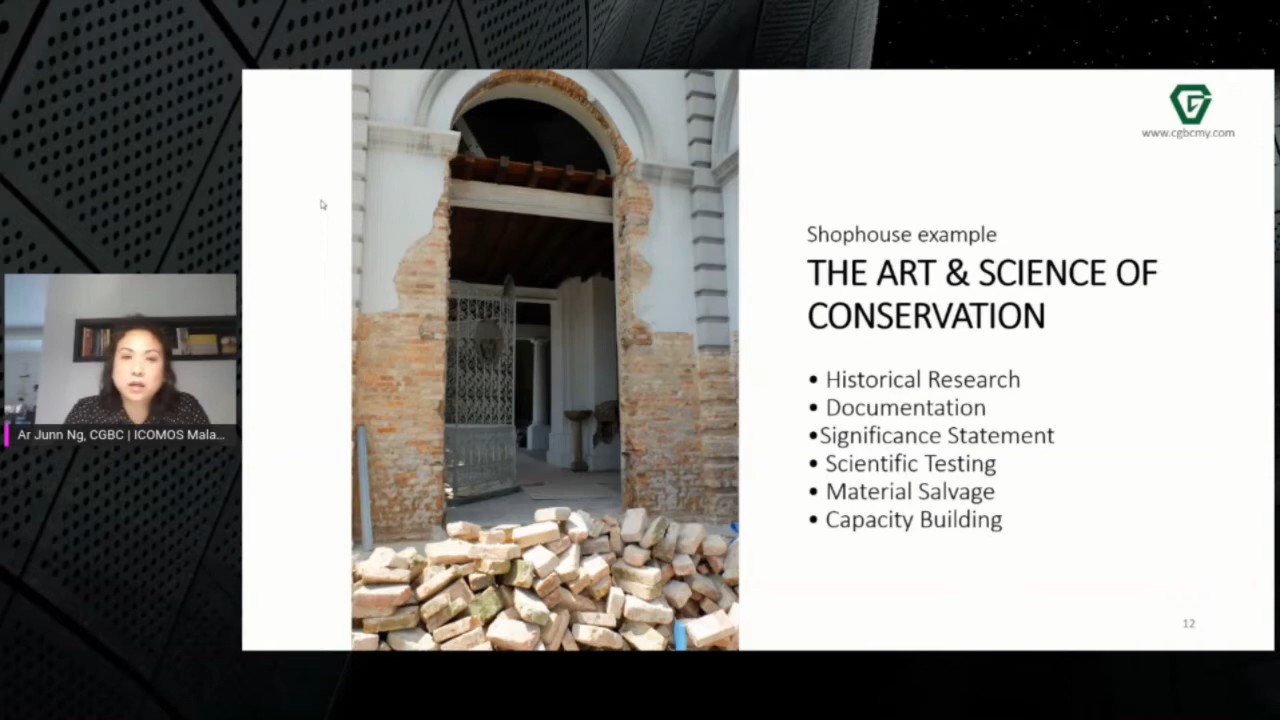 www.cgbcmy.com
Shophouse example
THE ART & SCIENCE OF
CONSERVATION
• Historical Research
• Documentation
•Significance Statement
• Scientific Testing
• Material Salvage
• Capacity Building
12
Ar Junn Ng, CGBC | ICOMOS Mala...